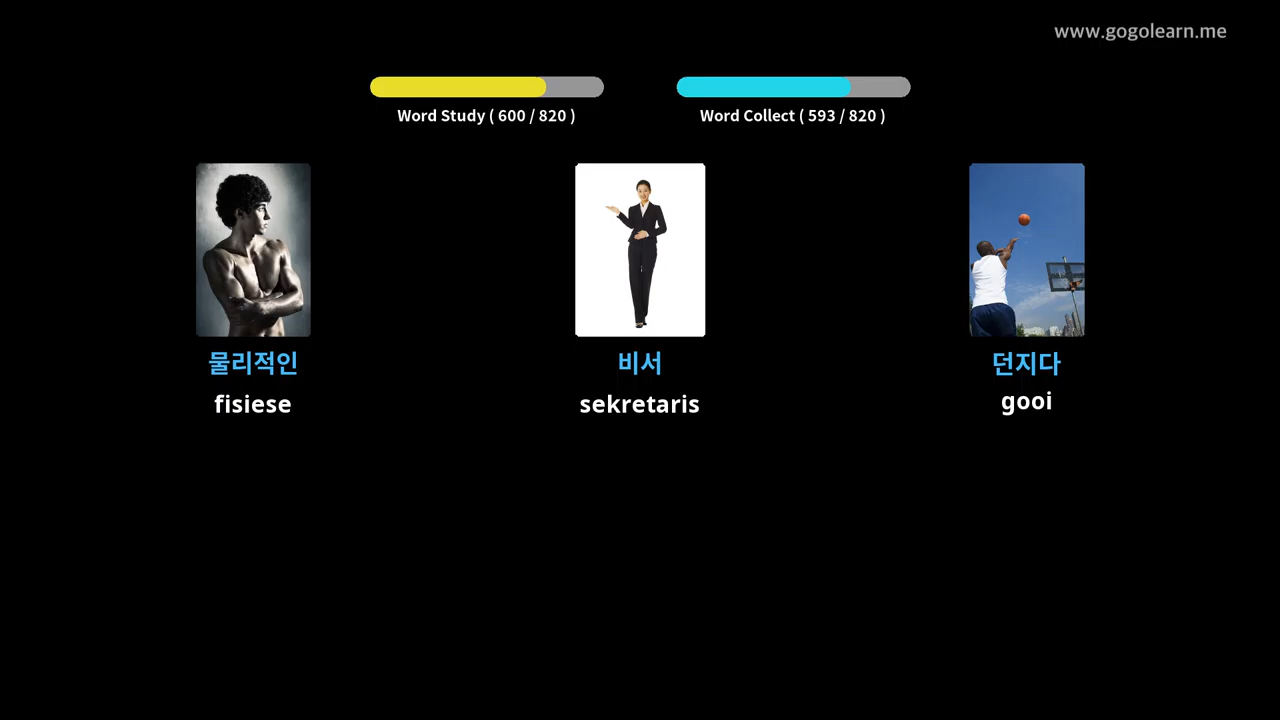 www.gogolearn.me
Word Study ( 600 / 820 )
Word Collect ( 593 / 820 )
물리적인
비서
던지다
fisiese
sekretaris
gooi